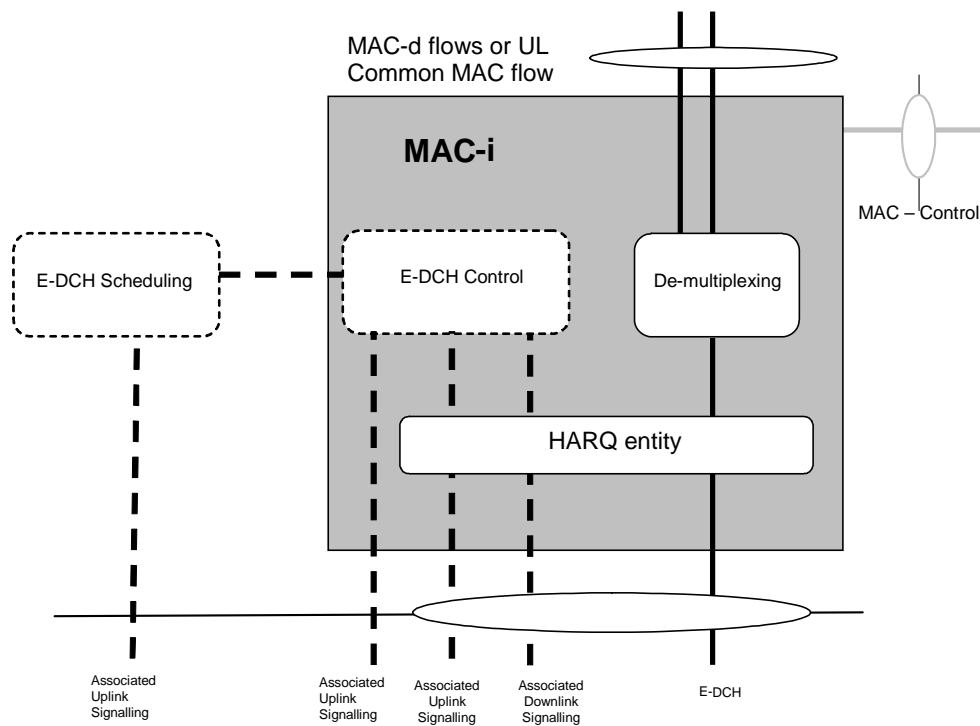 MAC-d flows or UL
Common MAC flow
MAC-i
MAC – Control
E-DCH Scheduling
E-DCH Control
De-multiplexing
HARQ entity
Associated
Uplink
Signalling
Associated
Uplink
Signalling
Associated
Uplink
Signalling
Associated
Downlink
Signalling
E-DCH